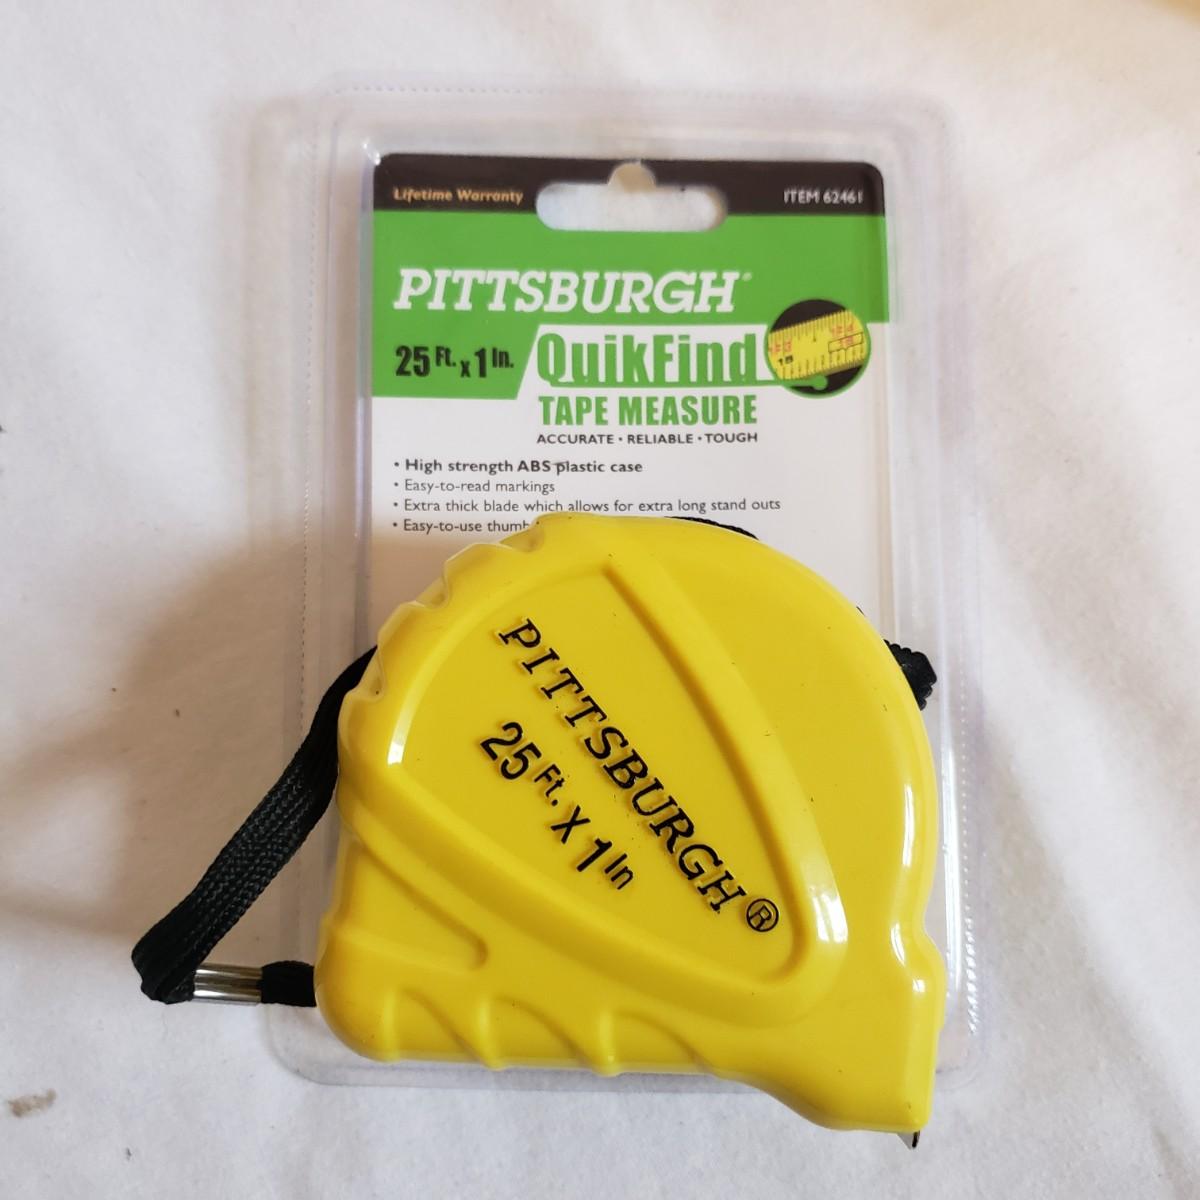 Lifetime Warranty
ITEM 62461
PITTSBURGH®
25 Ft. x 1 In.
QuikFind
TAPE MEASURE
ACCURATE • RELIABLE • TOUGH
• High strength ABS plastic case
• Easy-to-read markings
• Extra thick blade which allows for extra long stand outs
• Easy-to-use thumb
PITTSBURGH®
25 Ft. X 1 In